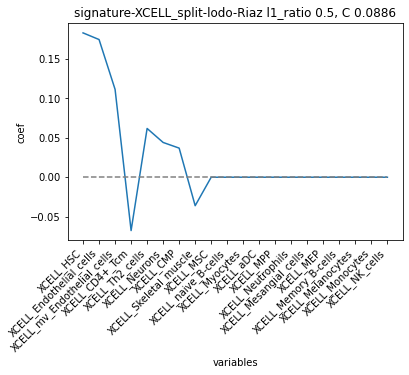 signature-XCELL_split-lodo-Riaz l1_ratio 0.5, C 0.0886
coef
0.15
0.10
0.05
0.00
−0.05
XCELL_HSC
XCELL_Endothelial_cells
XCELL_mv_Endothelial_cells
XCELL_CD4+_Tcm
XCELL_Th2_cells
XCELL_Neurons
XCELL_CMP
XCELL_Skeletal_muscle
XCELL_MSC
XCELL_naive_B-cells
XCELL_Myocytes
XCELL_aDC
XCELL_MPP
XCELL_Neutrophils
XCELL_Mesangial_cells
XCELL_MEP
XCELL_Memory_B-cells
XCELL_Melanocytes
XCELL_Monocytes
XCELL_NK_cells
variables